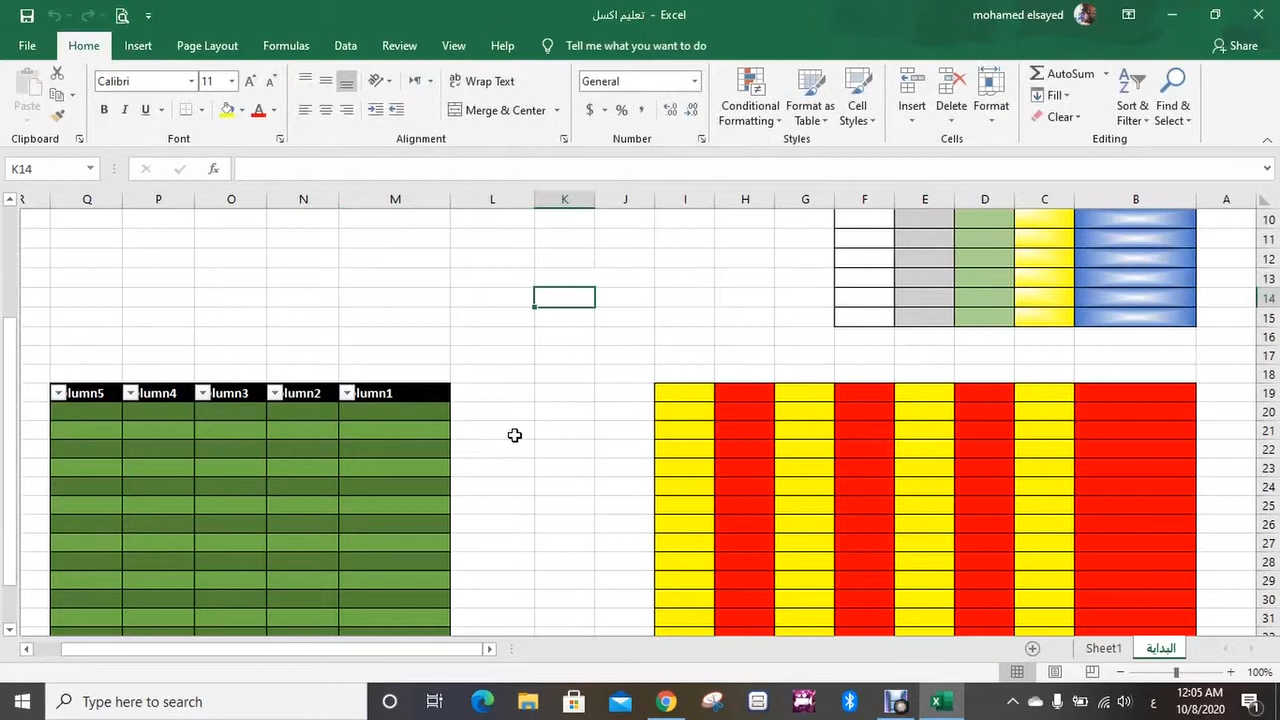 تعليم اكسل - Excel
mohamed elsayed
File Home Insert Page Layout Formulas Data Review View Help Tell me what you want to do Share
Paste
Calibri 11
B I U A
Wrap Text
Merge & Center
General
$ % ,
Conditional Formatting
Format as Table
Cell Styles
Insert Delete Format
AutoSum
Fill
Clear
Sort & Filter
Find & Select
Clipboard Font Alignment Number Styles Cells Editing
K14 fx
R Q P O N M L K J I H G F E D C B A
10
11
12
13
14
15
16
17
18
lumn5 lumn4 lumn3 lumn2 lumn1 19
20
21
22
23
24
25
26
27
28
29
30
31
Sheet1 البداية
100%
Type here to search
ع
12:05 AM
10/8/2020
1